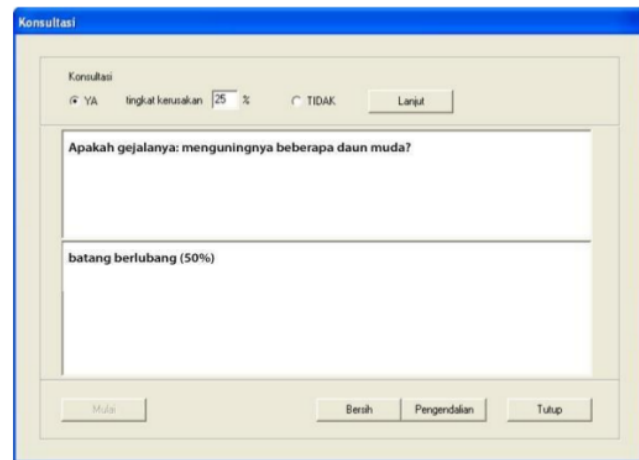 Konsultasi
Konsultasi
YA tingkat kerusakan 25 % TIDAK Lanjut
Apakah gejalanya: menguningnya beberapa daun muda?
batang berlubang (50%)
Mulai Bersih Pengendalian Tutup